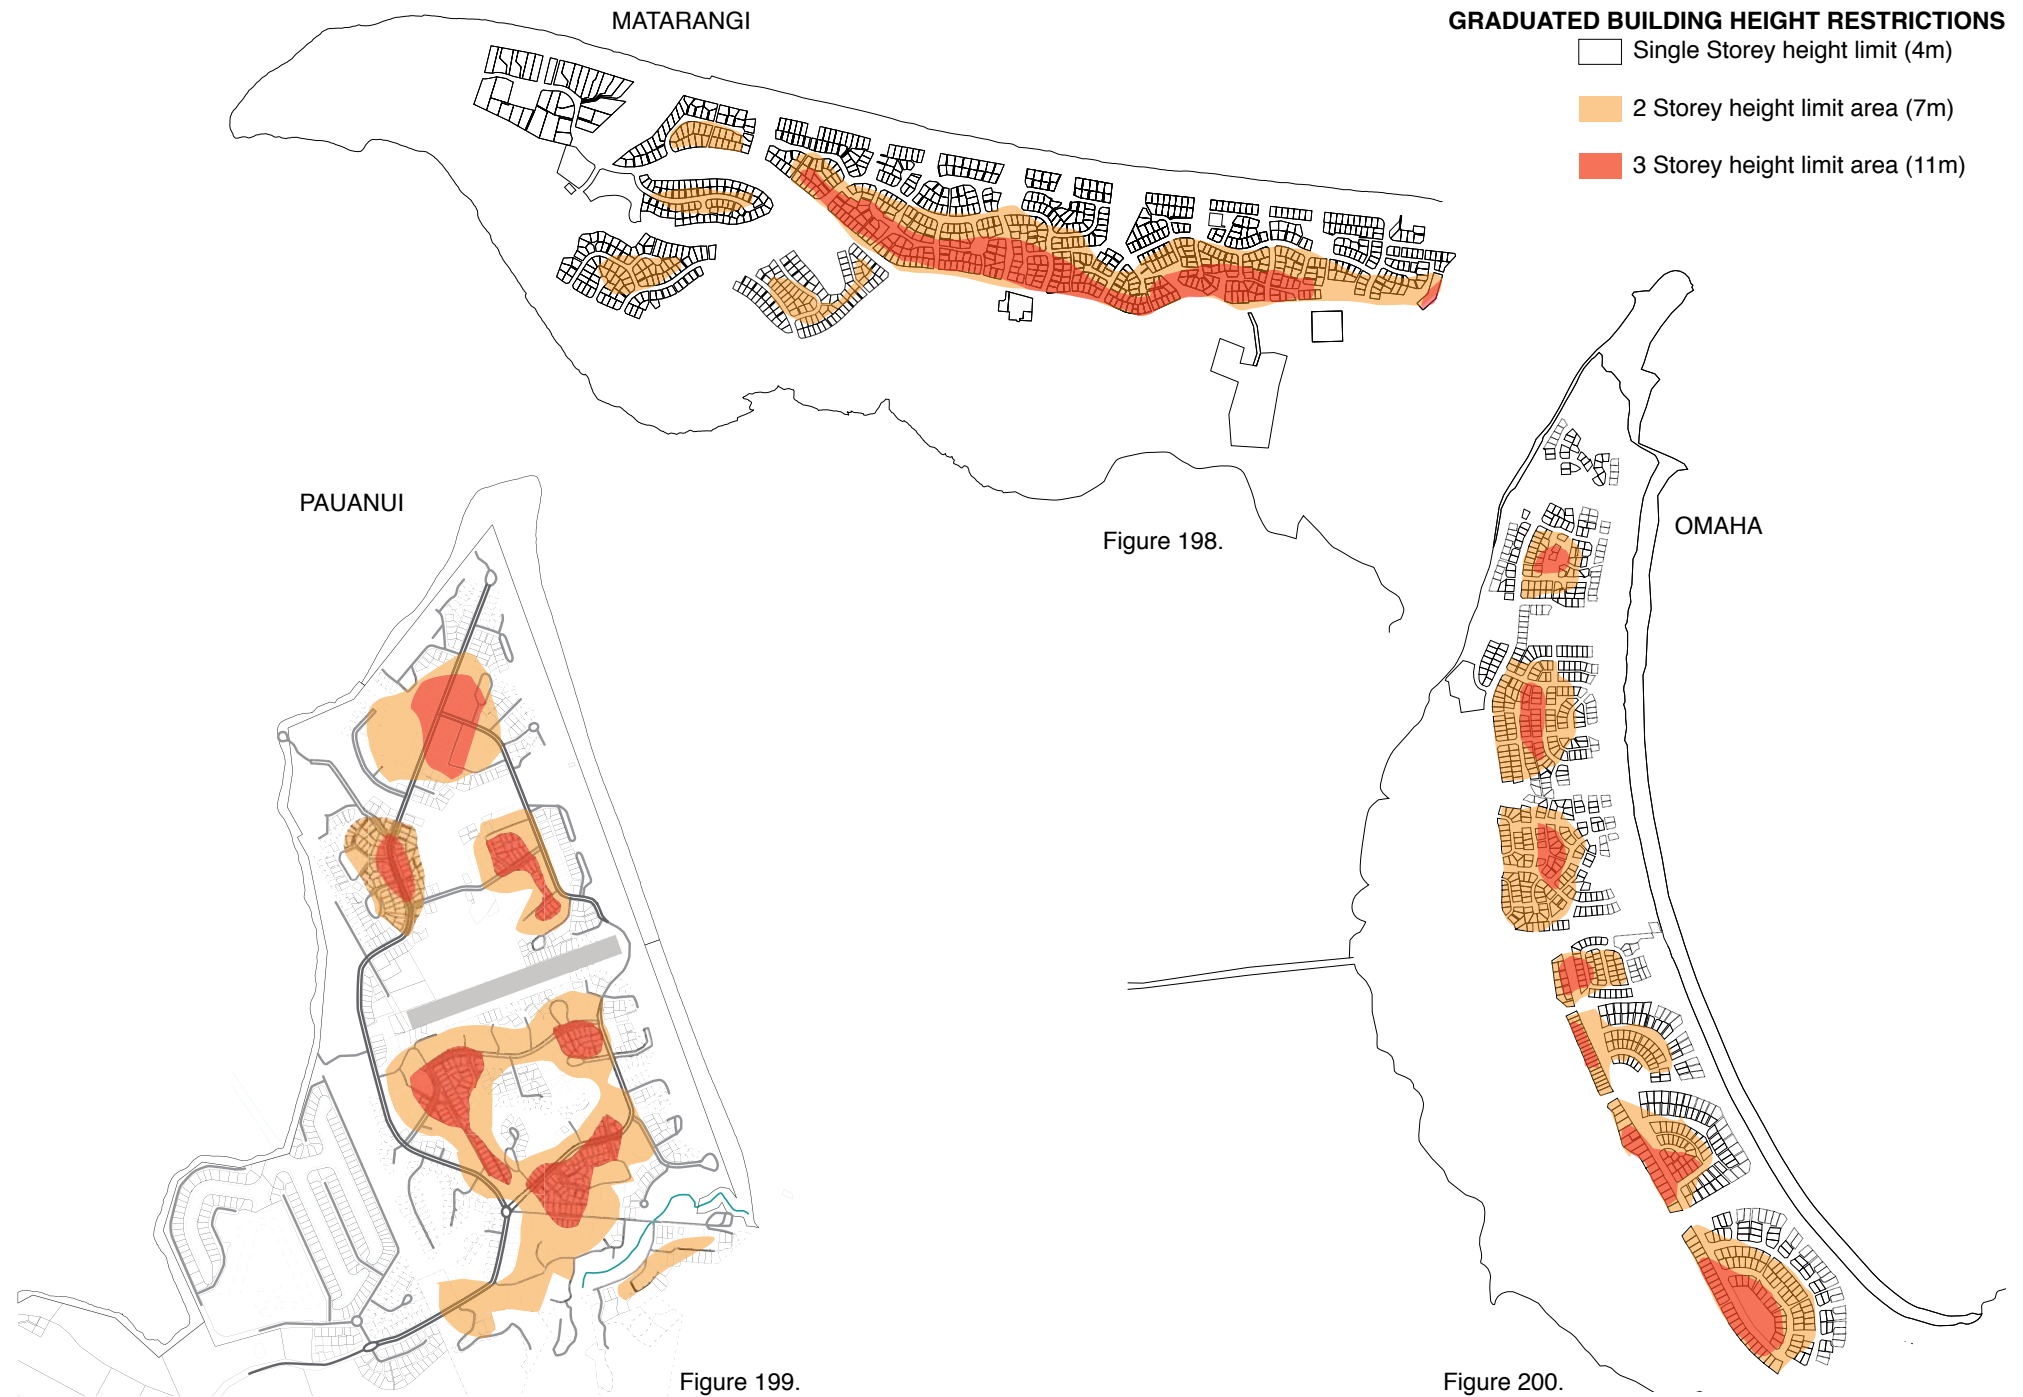 MATARANGI
GRADUATED BUILDING HEIGHT RESTRICTIONS
Single Storey height limit (4m)
2 Storey height limit area (7m)
3 Storey height limit area (11m)
PAUANUI
OMAHA
Figure 198.
Figure 199.
Figure 200.